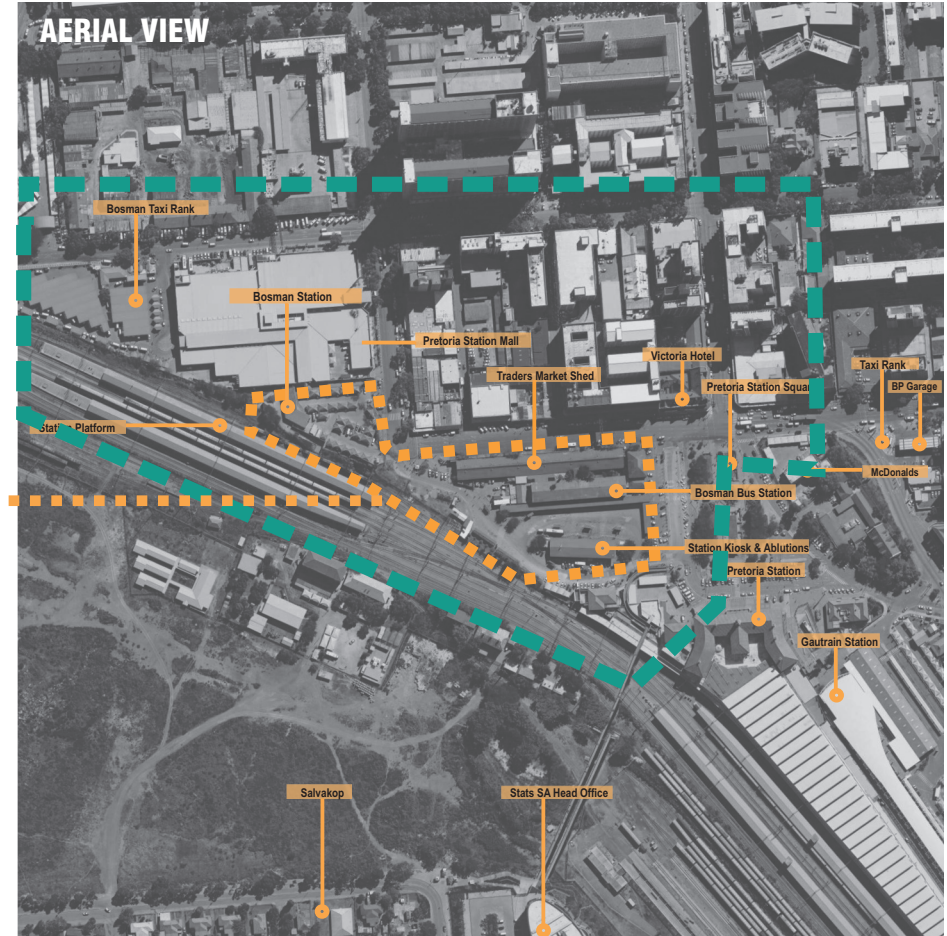 AERIAL VIEW
Bosman Taxi Rank
Bosman Station
Pretoria Station Mall
Traders Market Shed
Victoria Hotel
Pretoria Station Squar
Taxi Rank
BP Garage
Station Platform
McDonalds
Bosman Bus Station
Station Kiosk & Ablutions
Pretoria Station
Gautrain Station
Salvakop
Stats SA Head Office